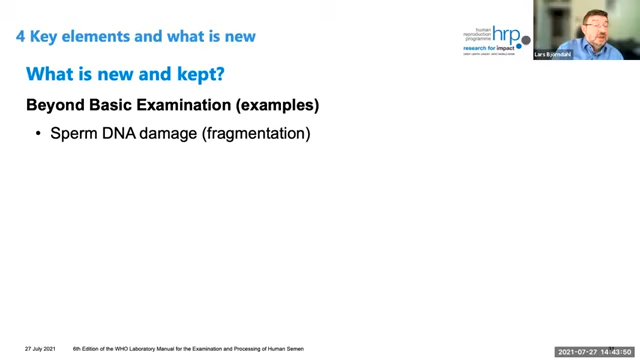 4 Key elements and what is new
human
reproduction
programme
hrp
research for impact
Lars Björndahl
What is new and kept?
Beyond Basic Examination (examples)
• Sperm DNA damage (fragmentation)
27 July 2021
6th Edition of the WHO Laboratory Manual for the Examination and Processing of Human Semen
2021-07-27 14:43:50